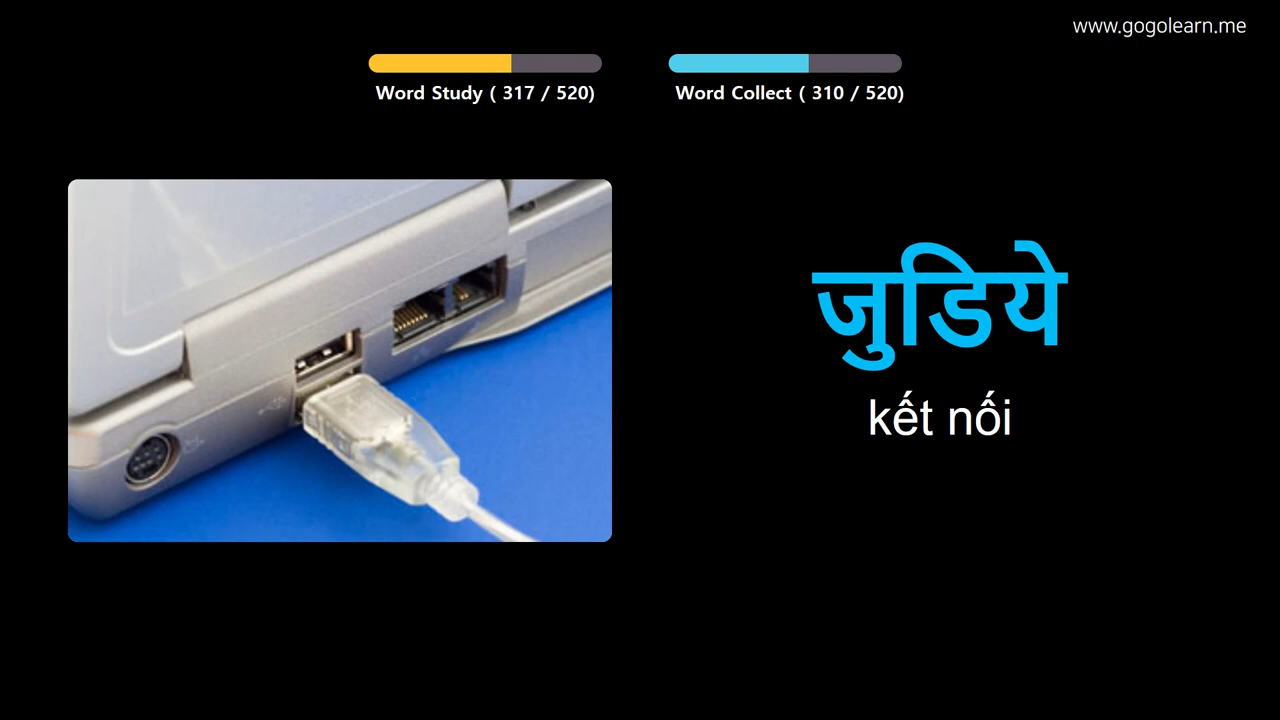 www.gogolearn.me
Word Study ( 317 / 520)
Word Collect ( 310 / 520)
जुडिये
kết nối